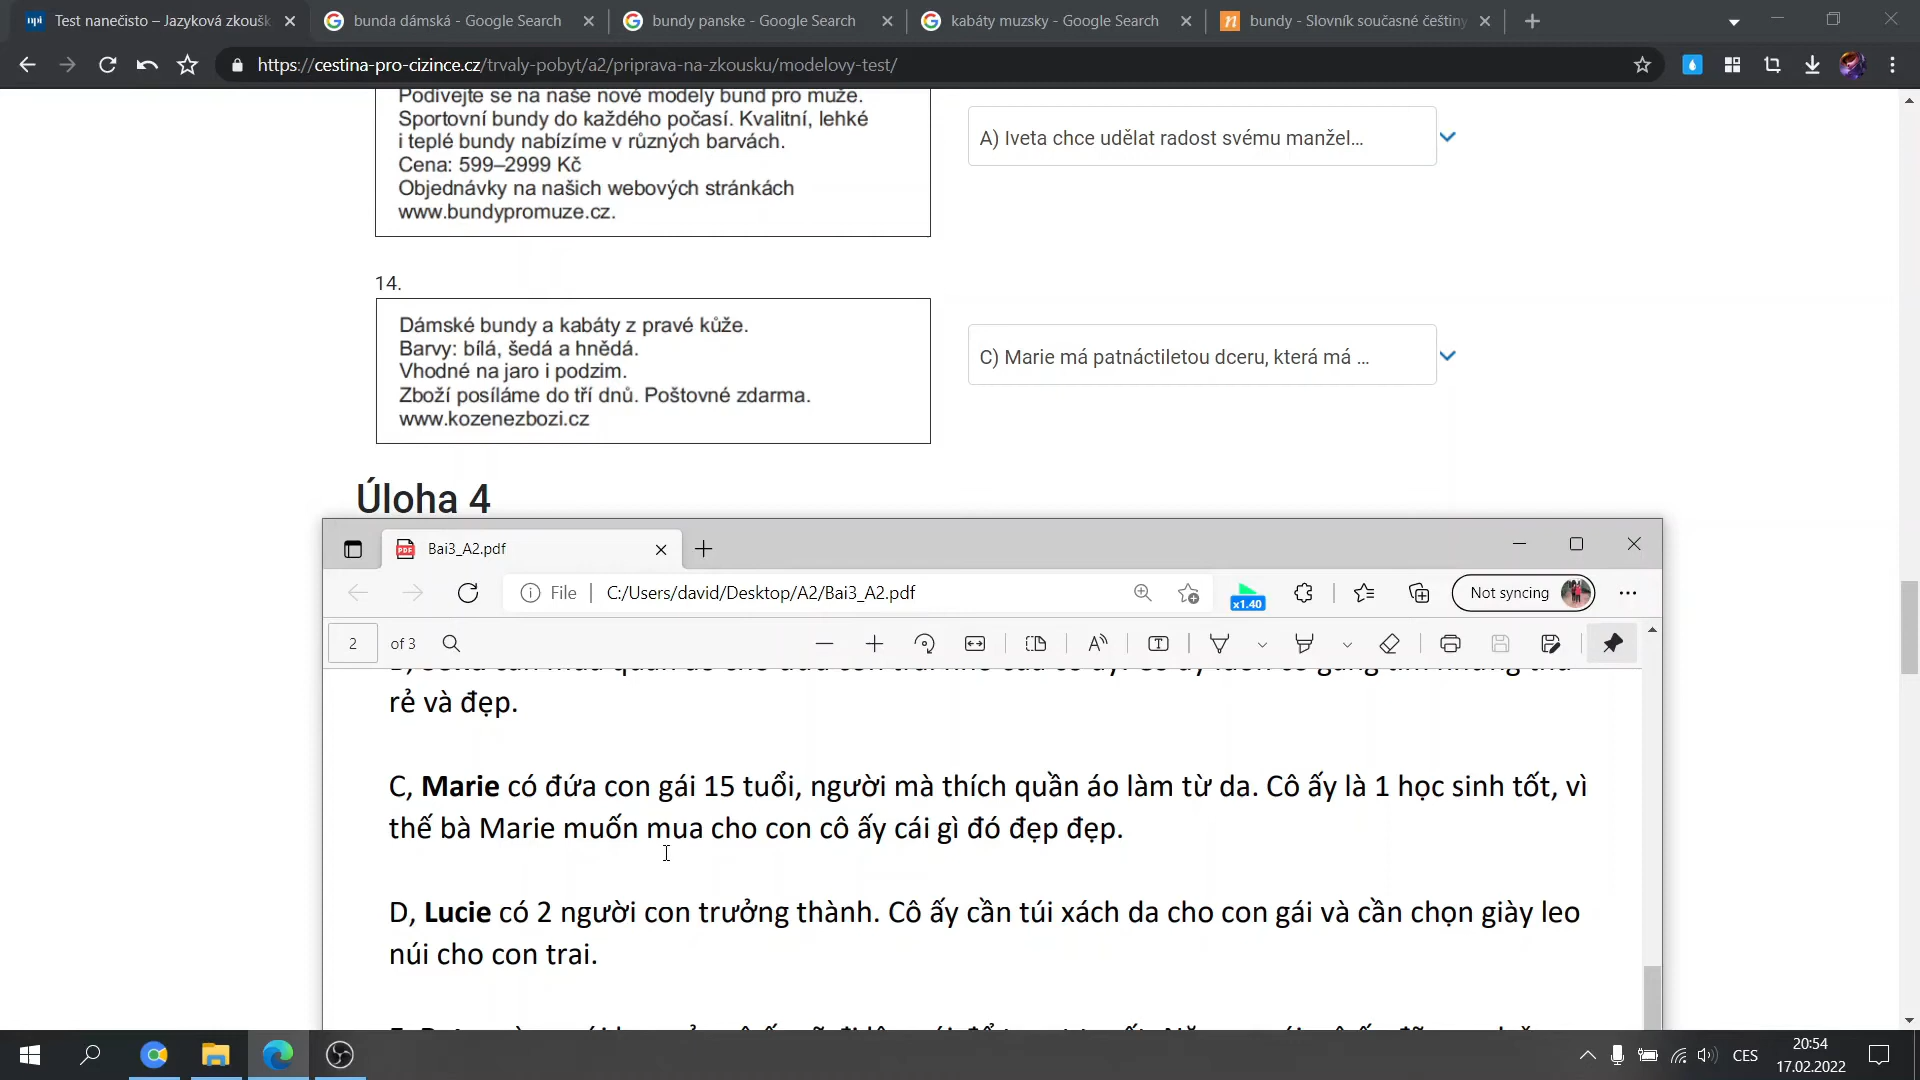 Test nanečisto – Jazyková zkoušk
bunda dámská - Google Search
bundy panske - Google Search
kabáty muzsky - Google Search
bundy - Slovník současné češtiny
https://cestina-pro-cizince.cz/trvaly-pobyt/a2/priprava-na-zkousku/modelovy-test/
Podívejte se na naše nové modely bund pro muže.
Sportovní bundy do každého počasí. Kvalitní, lehké
i teplé bundy nabízíme v různých barvách.
Cena: 599–2999 Kč
Objednávky na našich webových stránkách
www.bundypromuze.cz.
A) Iveta chce udělat radost svému manžel...
14.
Dámské bundy a kabáty z pravé kůže.
Barvy: bílá, šedá a hnědá.
Vhodné na jaro i podzim.
Zboží posíláme do tří dnů. Poštovné zdarma.
www.kozenezbozi.cz
C) Marie má patnáctiletou dceru, která má ...
Úloha 4
Bai3_A2.pdf
File
C:/Users/david/Desktop/A2/Bai3_A2.pdf
x1.40
Not syncing
2 of 3
rẻ và đẹp.
C, Marie có đứa con gái 15 tuổi, người mà thích quần áo làm từ da. Cô ấy là 1 học sinh tốt, vì
thế bà Marie muốn mua cho con cô ấy cái gì đó đẹp đẹp.
D, Lucie có 2 người con trưởng thành. Cô ấy cần túi xách da cho con gái và cần chọn giày leo
núi cho con trai.
CES
20:54
17.02.2022